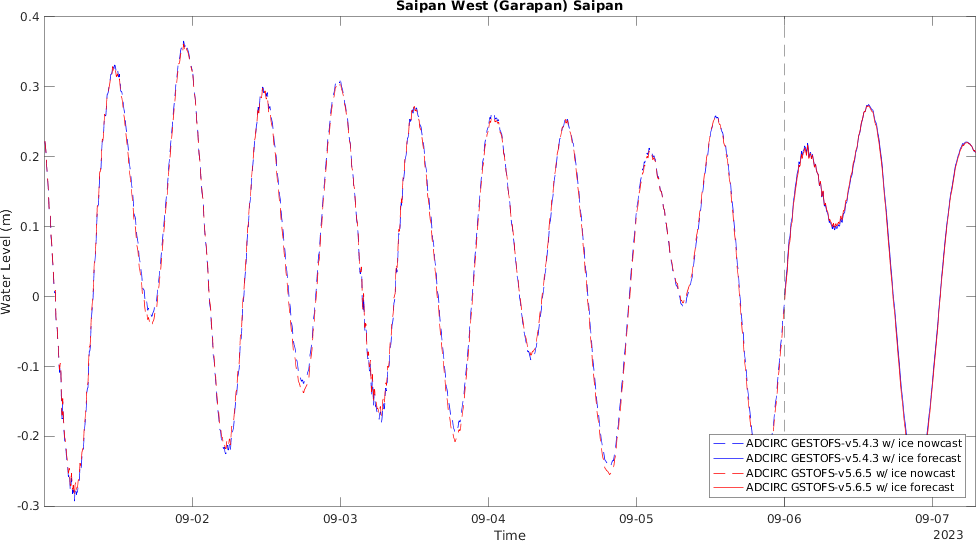 Saipan West (Garapan) Saipan
0.4
0.3
0.2
0.1
0
-0.1
-0.2
-0.3
Water Level (m)
ADCIRC GESTOFS-v5.4.3 w/ ice nowcast
ADCIRC GESTOFS-v5.4.3 w/ ice forecast
ADCIRC GSTOFS-v5.6.5 w/ ice nowcast
ADCIRC GSTOFS-v5.6.5 w/ ice forecast
09-02 09-03 09-04 09-05 09-06 09-07
Time
2023